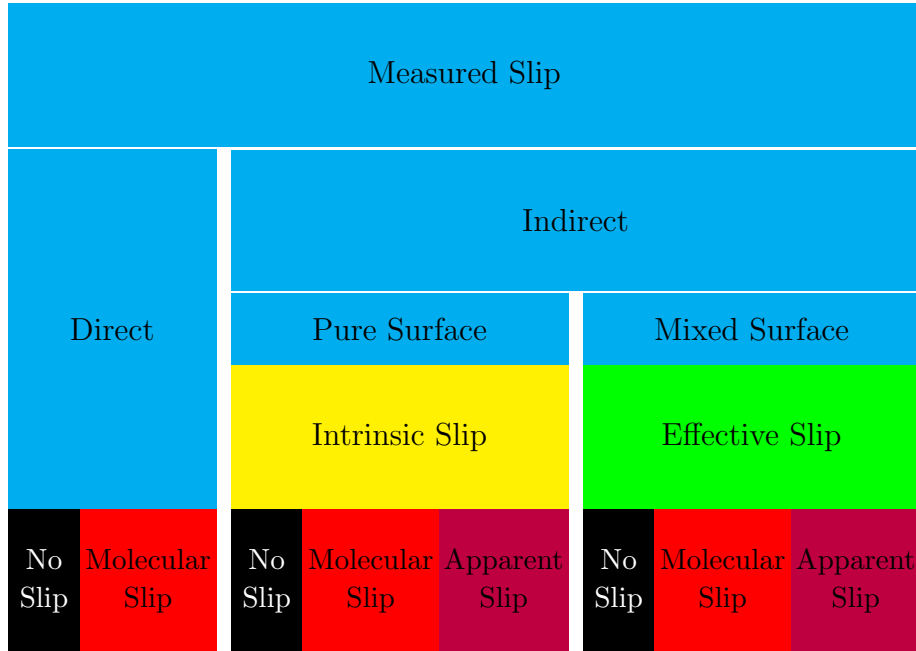 Measured Slip
Indirect
Direct
Pure Surface
Mixed Surface
Intrinsic Slip
Effective Slip
No
Slip
Molecular
Slip
No
Slip
Molecular
Slip
Apparent
Slip
No
Slip
Molecular
Slip
Apparent
Slip